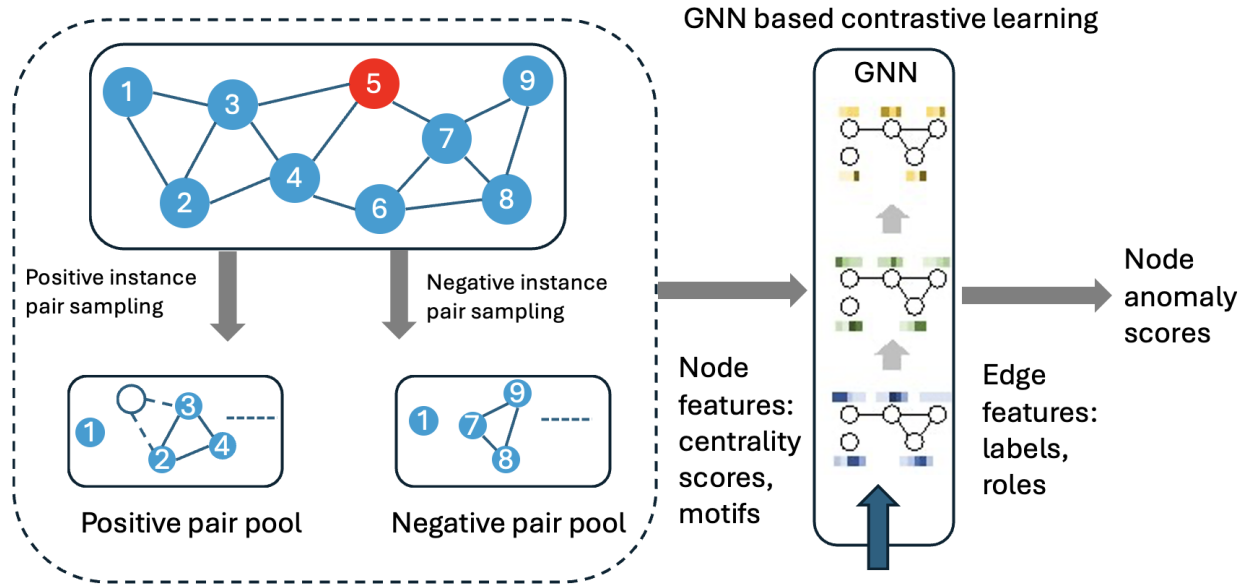 GNN based contrastive learning
1
3
5
9
7
4
2
6
8
GNN
Positive instance
pair sampling
Negative instance
pair sampling
1
3
2
4
1
9
7
8
Positive pair pool
Negative pair pool
Node
features:
centrality
scores,
motifs
Edge
features:
labels,
roles
Node
anomaly
scores